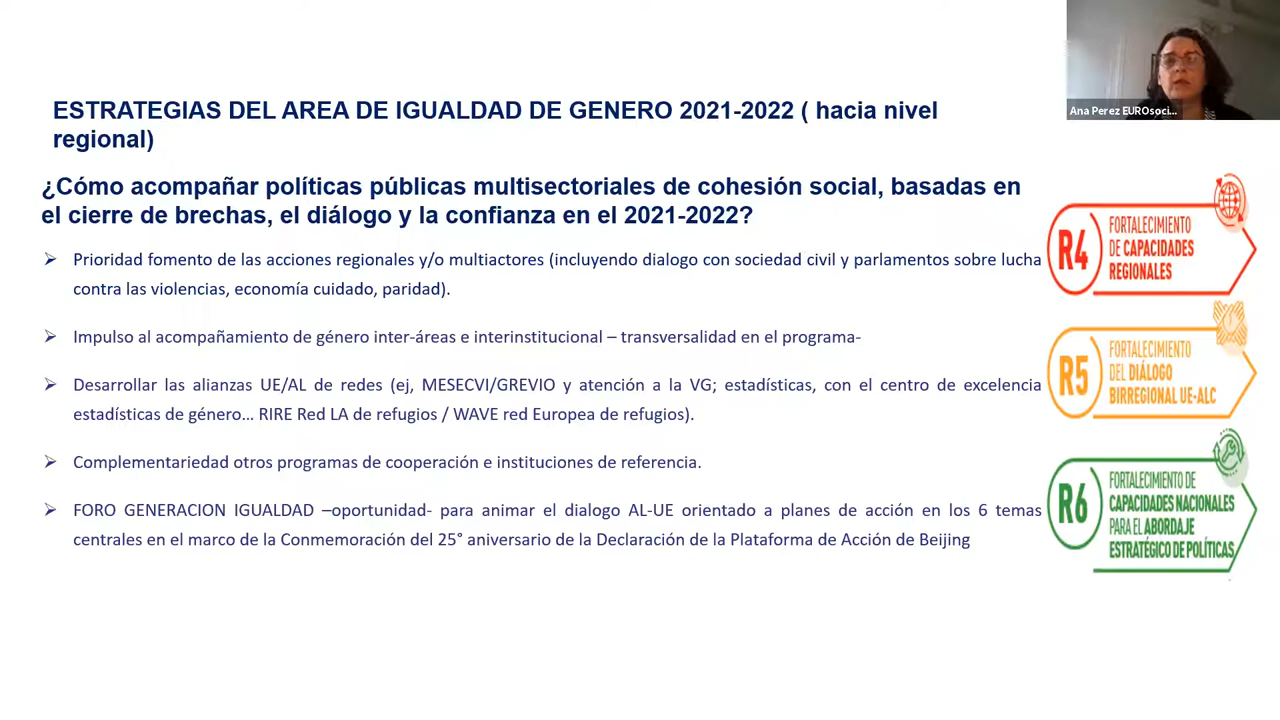 Ana Perez EUROsoci...
ESTRATEGIAS DEL AREA DE IGUALDAD DE GENERO 2021-2022 ( hacia nivel
regional)
¿Cómo acompañar políticas públicas multisectoriales de cohesión social, basadas en
el cierre de brechas, el diálogo y la confianza en el 2021-2022?
Prioridad fomento de las acciones regionales y/o multiactores (incluyendo dialogo con sociedad civil y parlamentos sobre lucha
contra las violencias, economía cuidado, paridad).
Impulso al acompañamiento de género inter-áreas e interinstitucional – transversalidad en el programa-
Desarrollar las alianzas UE/AL de redes (ej, MESECVI/GREVIO y atención a la VG; estadísticas, con el centro de excelencia
estadísticas de género... RIRE Red LA de refugios / WAVE red Europea de refugios).
Complementariedad otros programas de cooperación e instituciones de referencia.
FORO GENERACION IGUALDAD –oportunidad- para animar el dialogo AL-UE orientado a planes de acción en los 6 temas
centrales en el marco de la Conmemoración del 25° aniversario de la Declaración de la Plataforma de Acción de Beijing
R4
FORTALECIMIENTO
DE CAPACIDADES
REGIONALES
R5
FORTALECIMIENTO
DEL DIÁLOGO
BIRREGIONAL UE-ALC
R6
FORTALECIMIENTO DE
CAPACIDADES NACIONALES
PARA EL ABORDAJE
ESTRATÉGICO DE POLÍTICAS